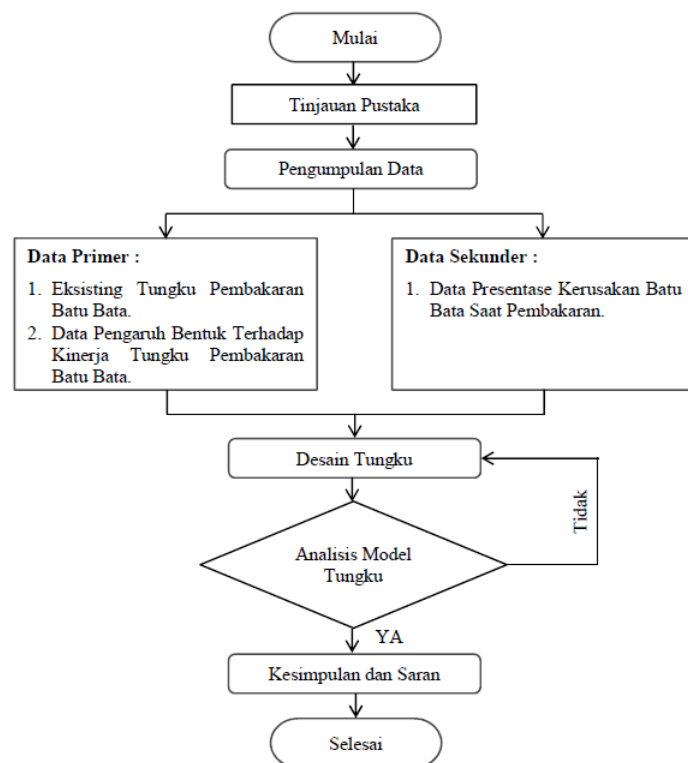 Mulai
Tinjauan Pustaka
Pengumpulan Data
Data Primer :
1. Eksisting Tungku Pembakaran
Batu Bata.
2. Data Pengaruh Bentuk Terhadap
Kinerja Tungku Pembakaran
Batu Bata.
Data Sekunder :
1. Data Presentase Kerusakan Batu
Bata Saat Pembakaran.
Desain Tungku
Analisis Model
Tungku
Tidak
YA
Kesimpulan dan Saran
Selesai